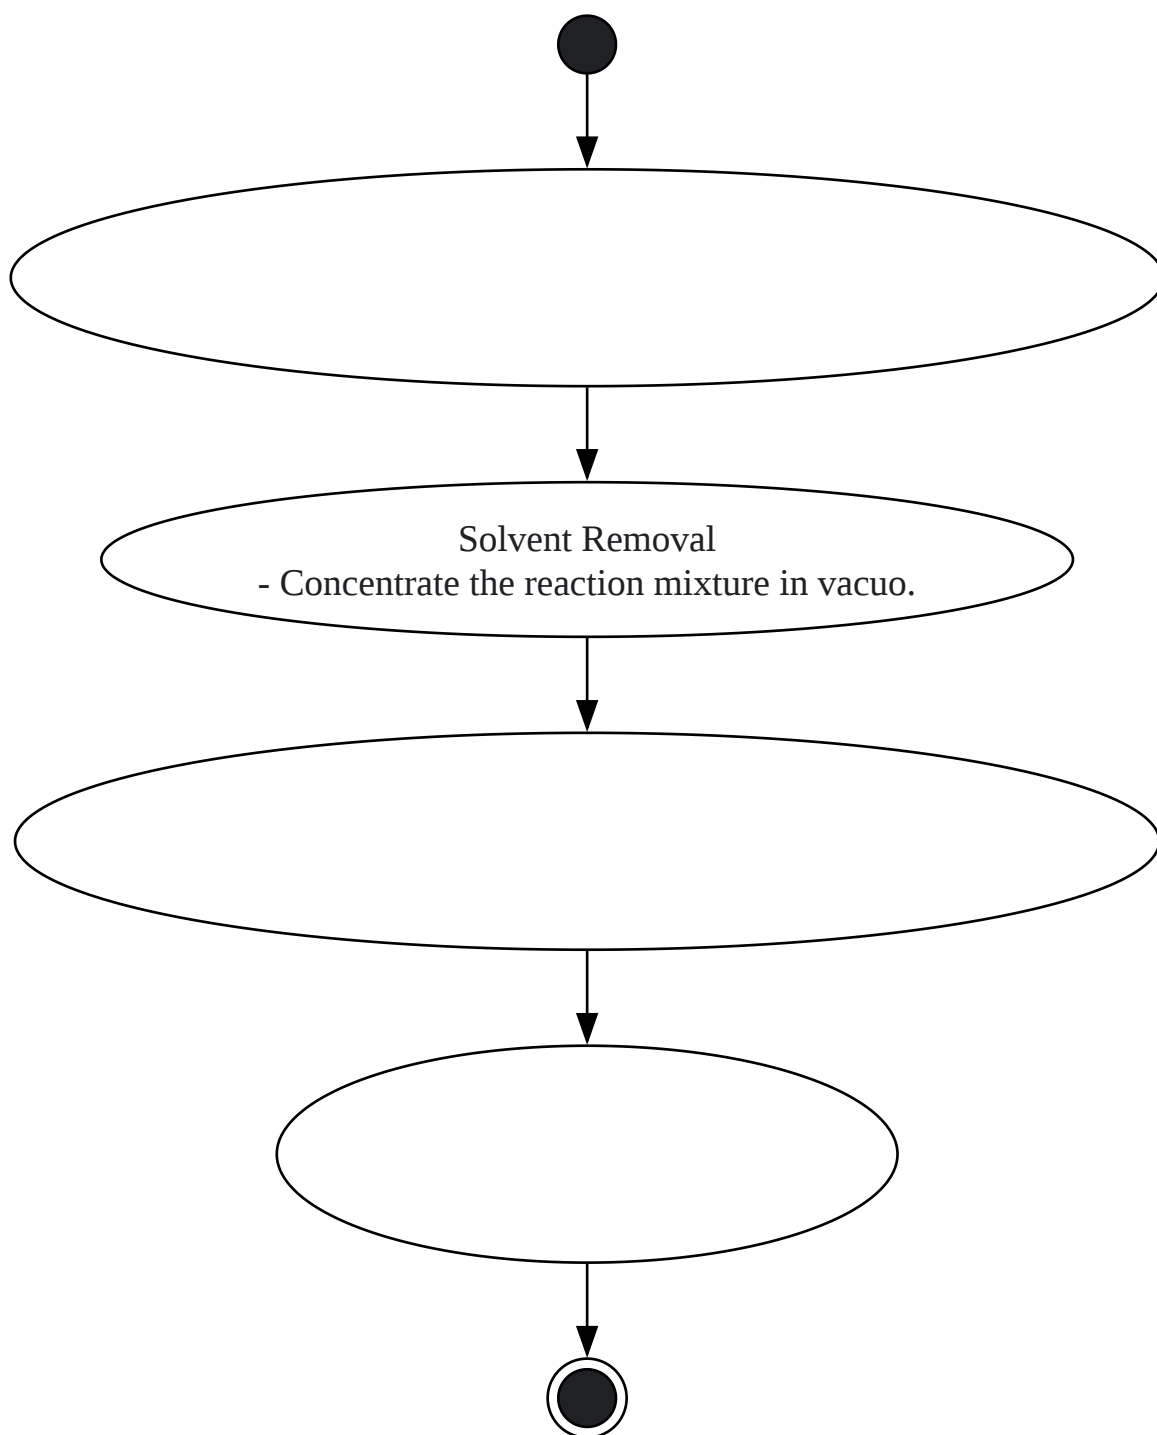 Solvent Removal
- Concentrate the reaction mixture in vacuo.